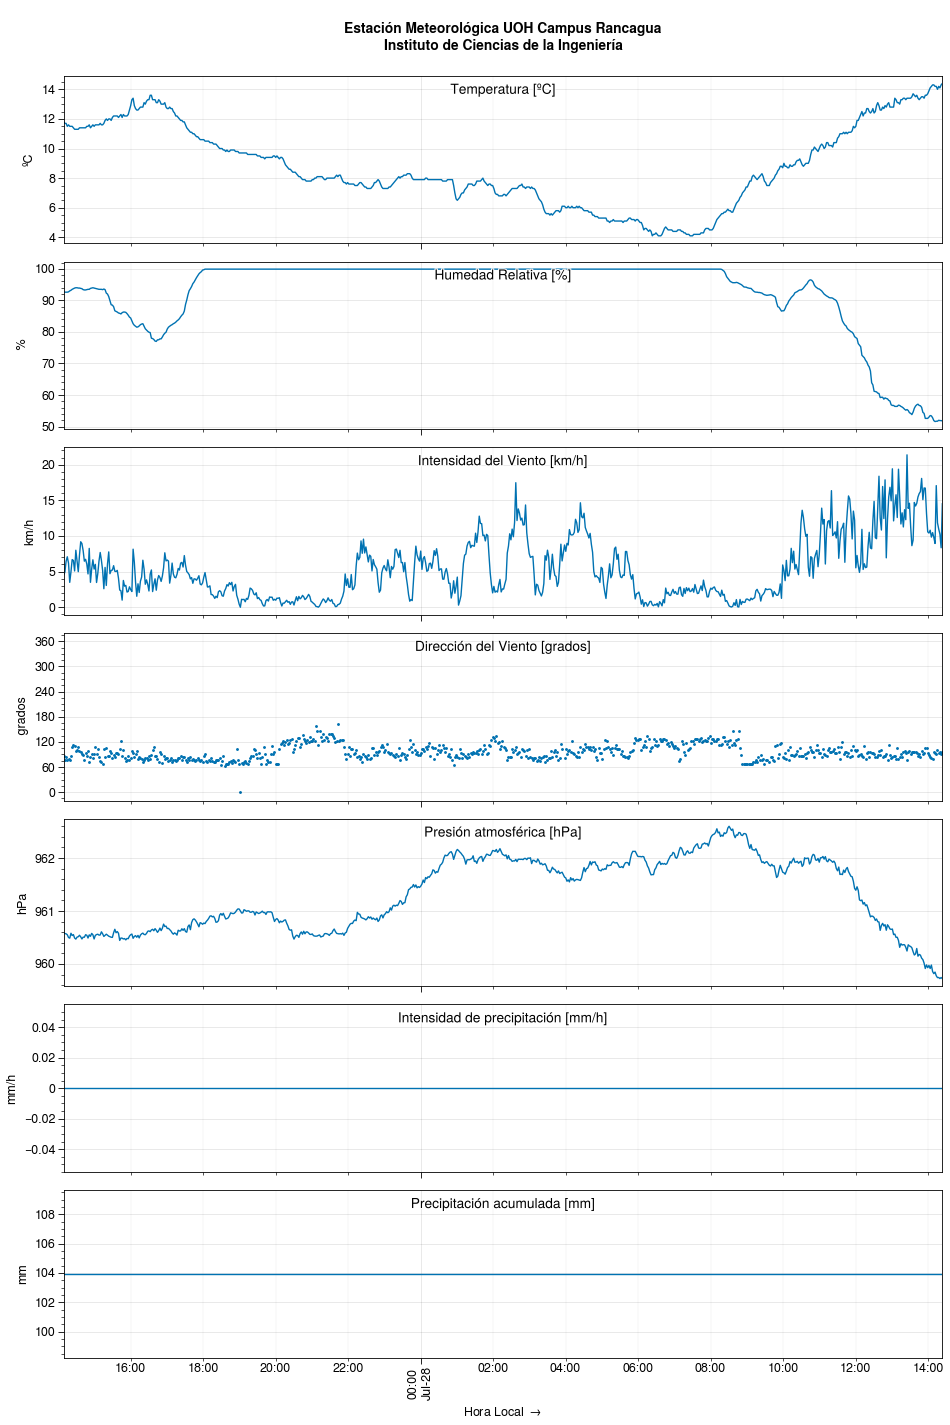 Estación Meteorológica UOH Campus Rancagua
Instituto de Ciencias de la Ingeniería
Temperatura [ºC]
ºC
14
12
10
8
6
4
Humedad Relativa [%]
%
100
90
80
70
60
50
Intensidad del Viento [km/h]
km/h
20
15
10
5
0
Dirección del Viento [grados]
grados
360
300
240
180
120
60
0
Presión atmosférica [hPa]
hPa
962
961
960
Intensidad de precipitación [mm/h]
mm/h
0.04
0.02
0
−0.02
−0.04
Precipitación acumulada [mm]
mm
108
106
104
102
100
16:00 18:00 20:00 22:00 00:00 02:00 04:00 06:00 08:00 10:00 12:00 14:00
Jul-28
Hora Local →